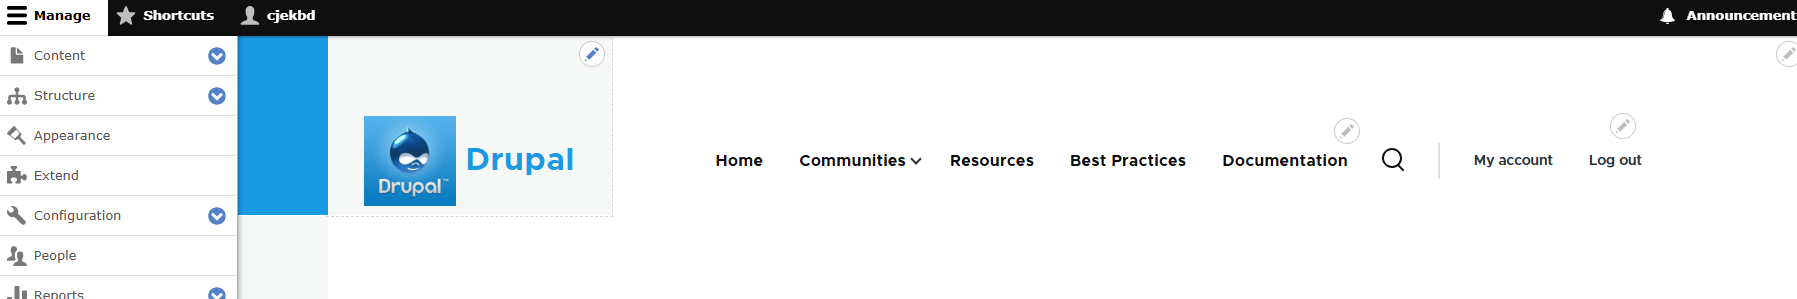 Manage Shortcuts cjekbd Announcement
Content
Structure
Appearance
Extend
Configuration
People
Reports
Drupal™
Drupal
Home Communities Resources Best Practices Documentation My account Log out